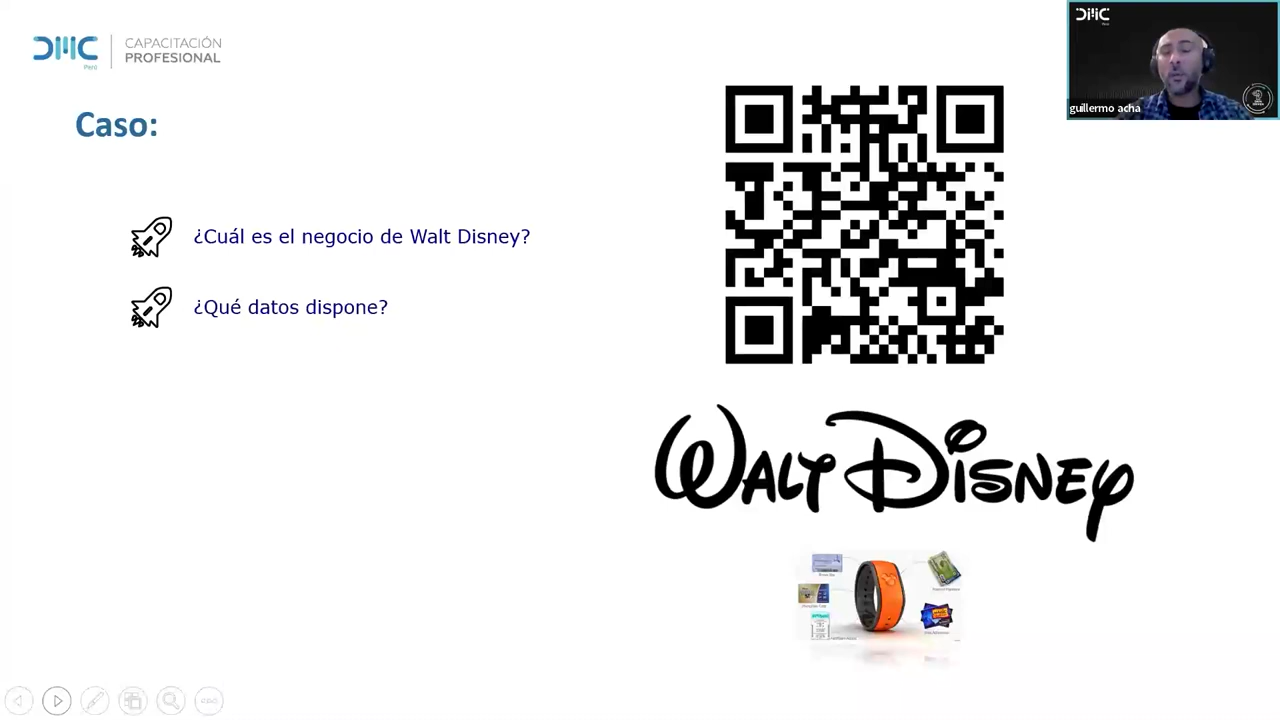 DMC
Perú
CAPACITACIÓN
PROFESIONAL
DMC
guillermo acha
Caso:
¿Cuál es el negocio de Walt Disney?
¿Qué datos dispone?
WALT DISNEY